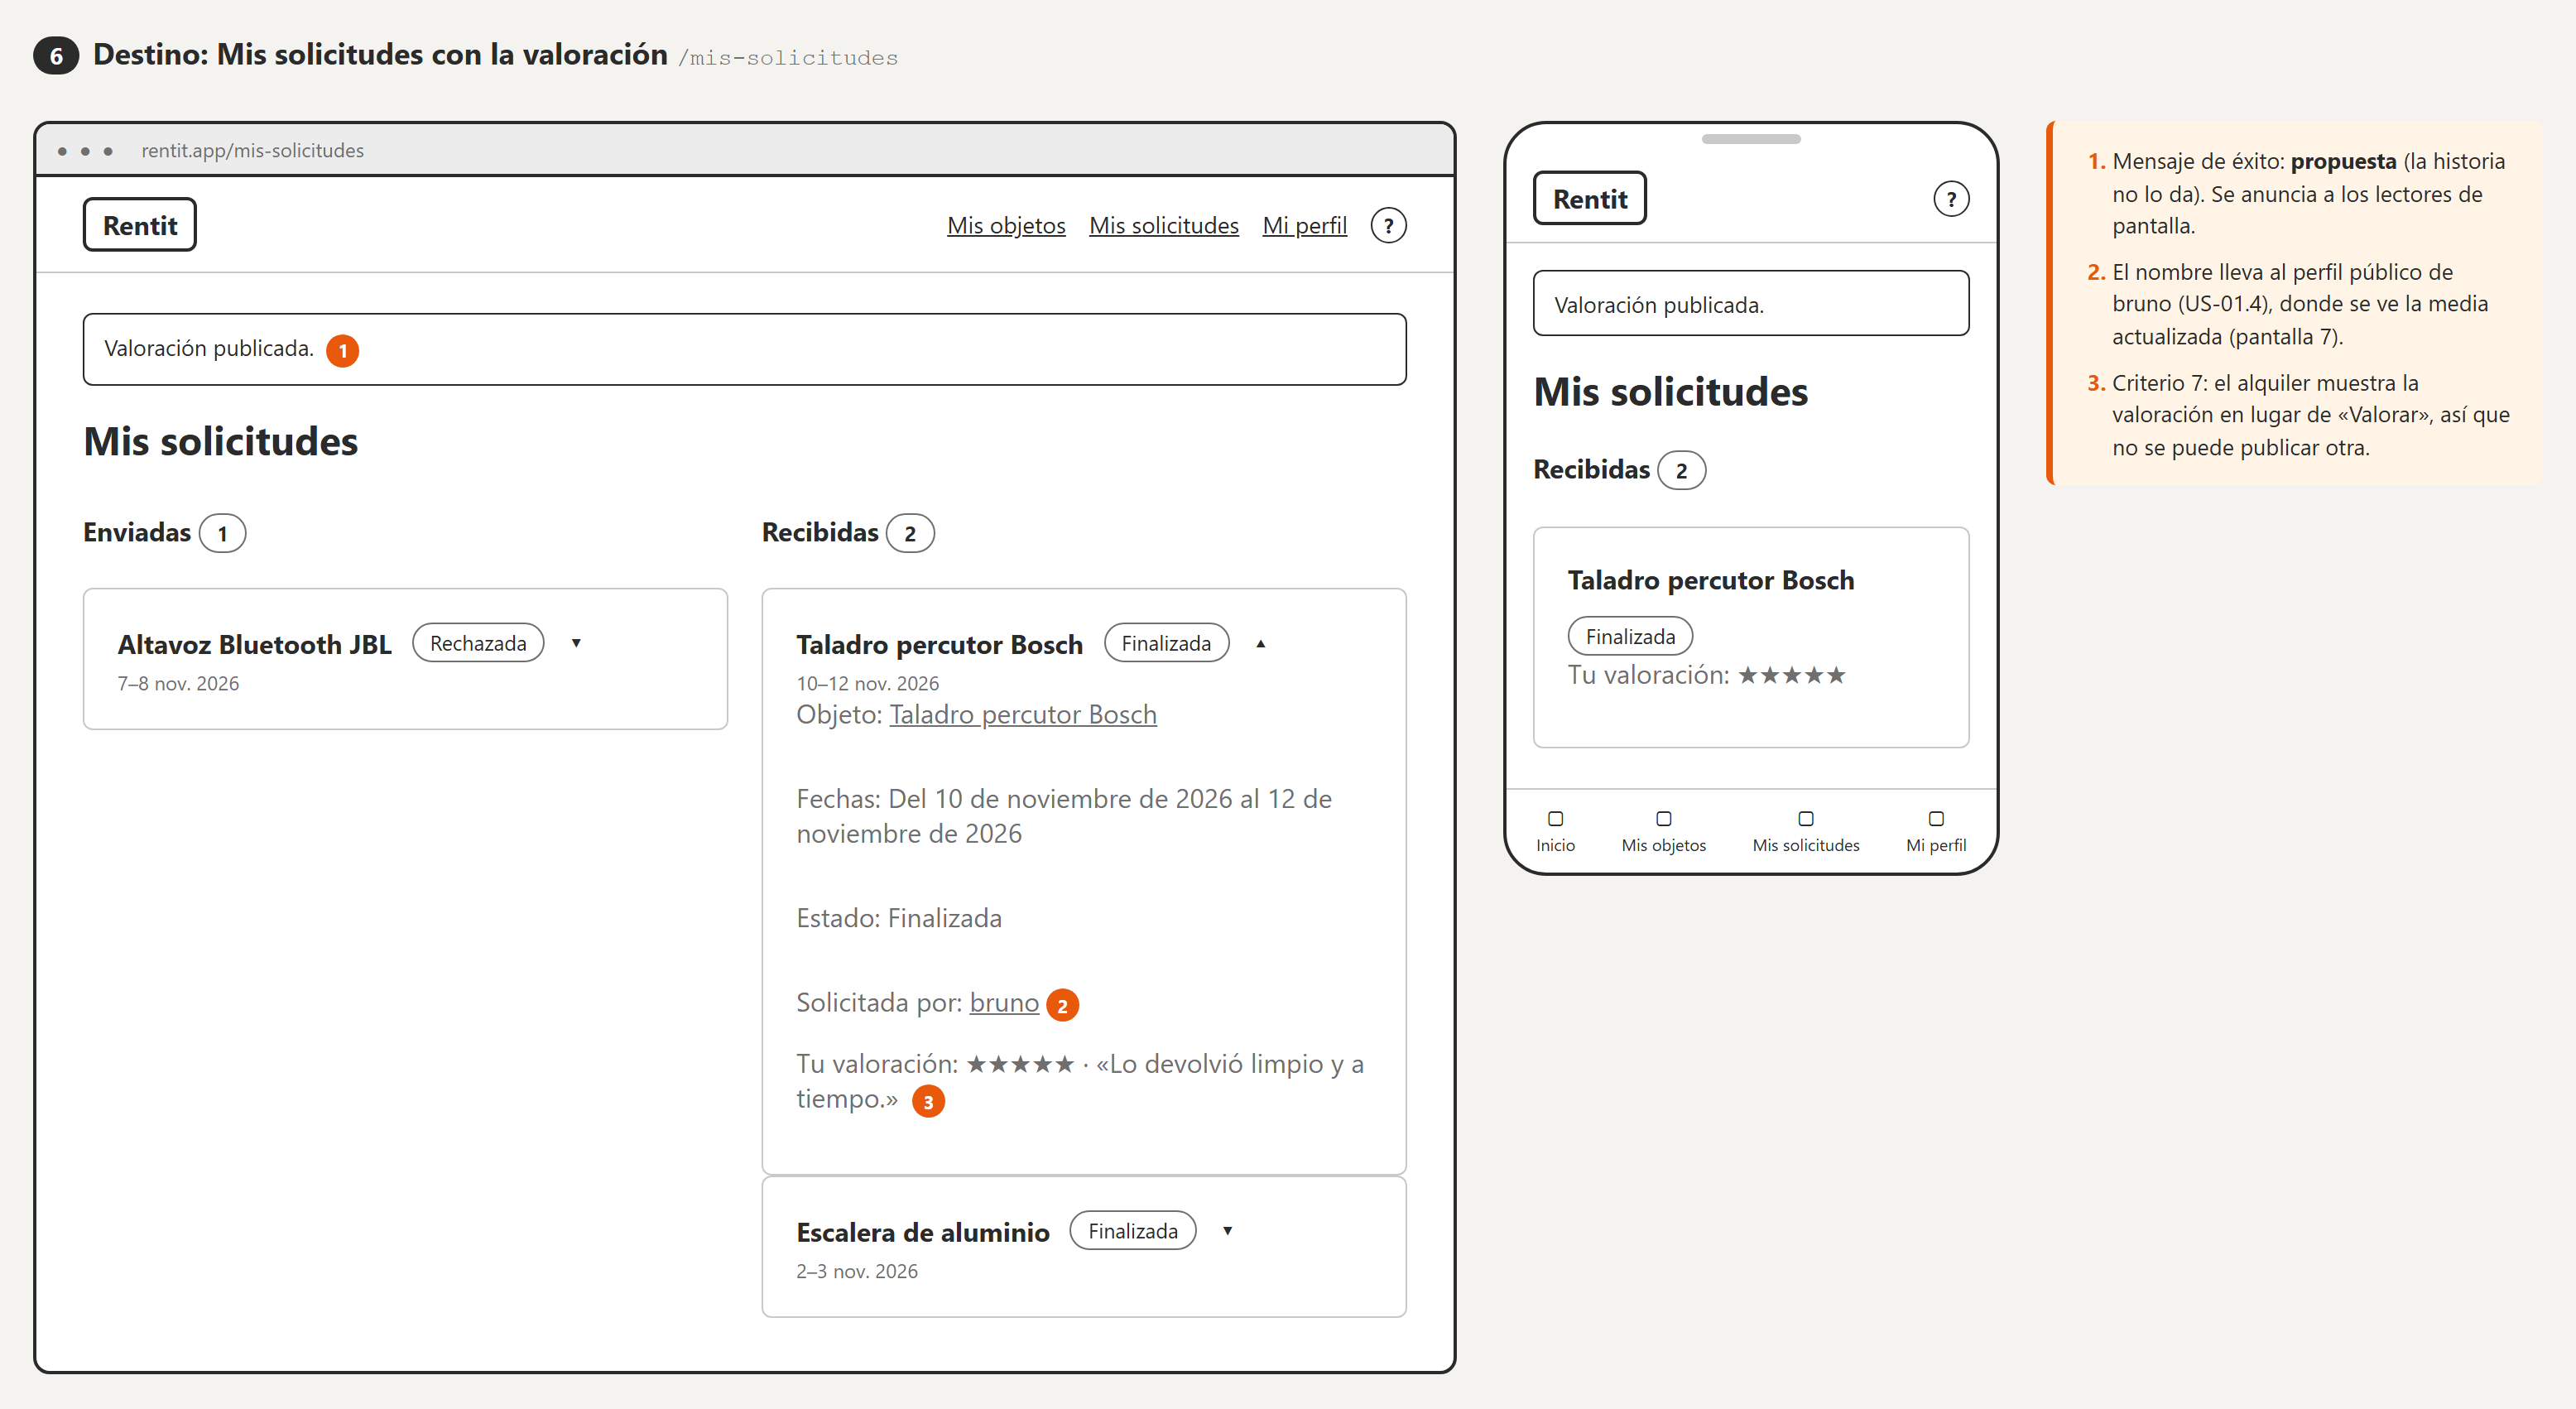 6 Destino: Mis solicitudes con la valoración /mis-solicitudes
rentit.app/mis-solicitudes
Rentit
Mis objetos Mis solicitudes Mi perfil ?
Valoración publicada. 1
Mis solicitudes
Enviadas 1
Altavoz Bluetooth JBL Rechazada ▼
7–8 nov. 2026
Recibidas 2
Taladro percutor Bosch Finalizada ▲
10–12 nov. 2026
Objeto: Taladro percutor Bosch
Fechas: Del 10 de noviembre de 2026 al 12 de
noviembre de 2026
Estado: Finalizada
Solicitada por: bruno 2
Tu valoración: ★★★★★ · «Lo devolvió limpio y a
tiempo.» 3
Escalera de aluminio Finalizada ▼
2–3 nov. 2026
Rentit ?
Valoración publicada.
Mis solicitudes
Recibidas 2
Taladro percutor Bosch
Finalizada
Tu valoración: ★★★★★
Inicio Mis objetos Mis solicitudes Mi perfil
1. Mensaje de éxito: propuesta (la historia
no lo da). Se anuncia a los lectores de
pantalla.
2. El nombre lleva al perfil público de
bruno (US-01.4), donde se ve la media
actualizada (pantalla 7).
3. Criterio 7: el alquiler muestra la
valoración en lugar de «Valorar», así que
no se puede publicar otra.